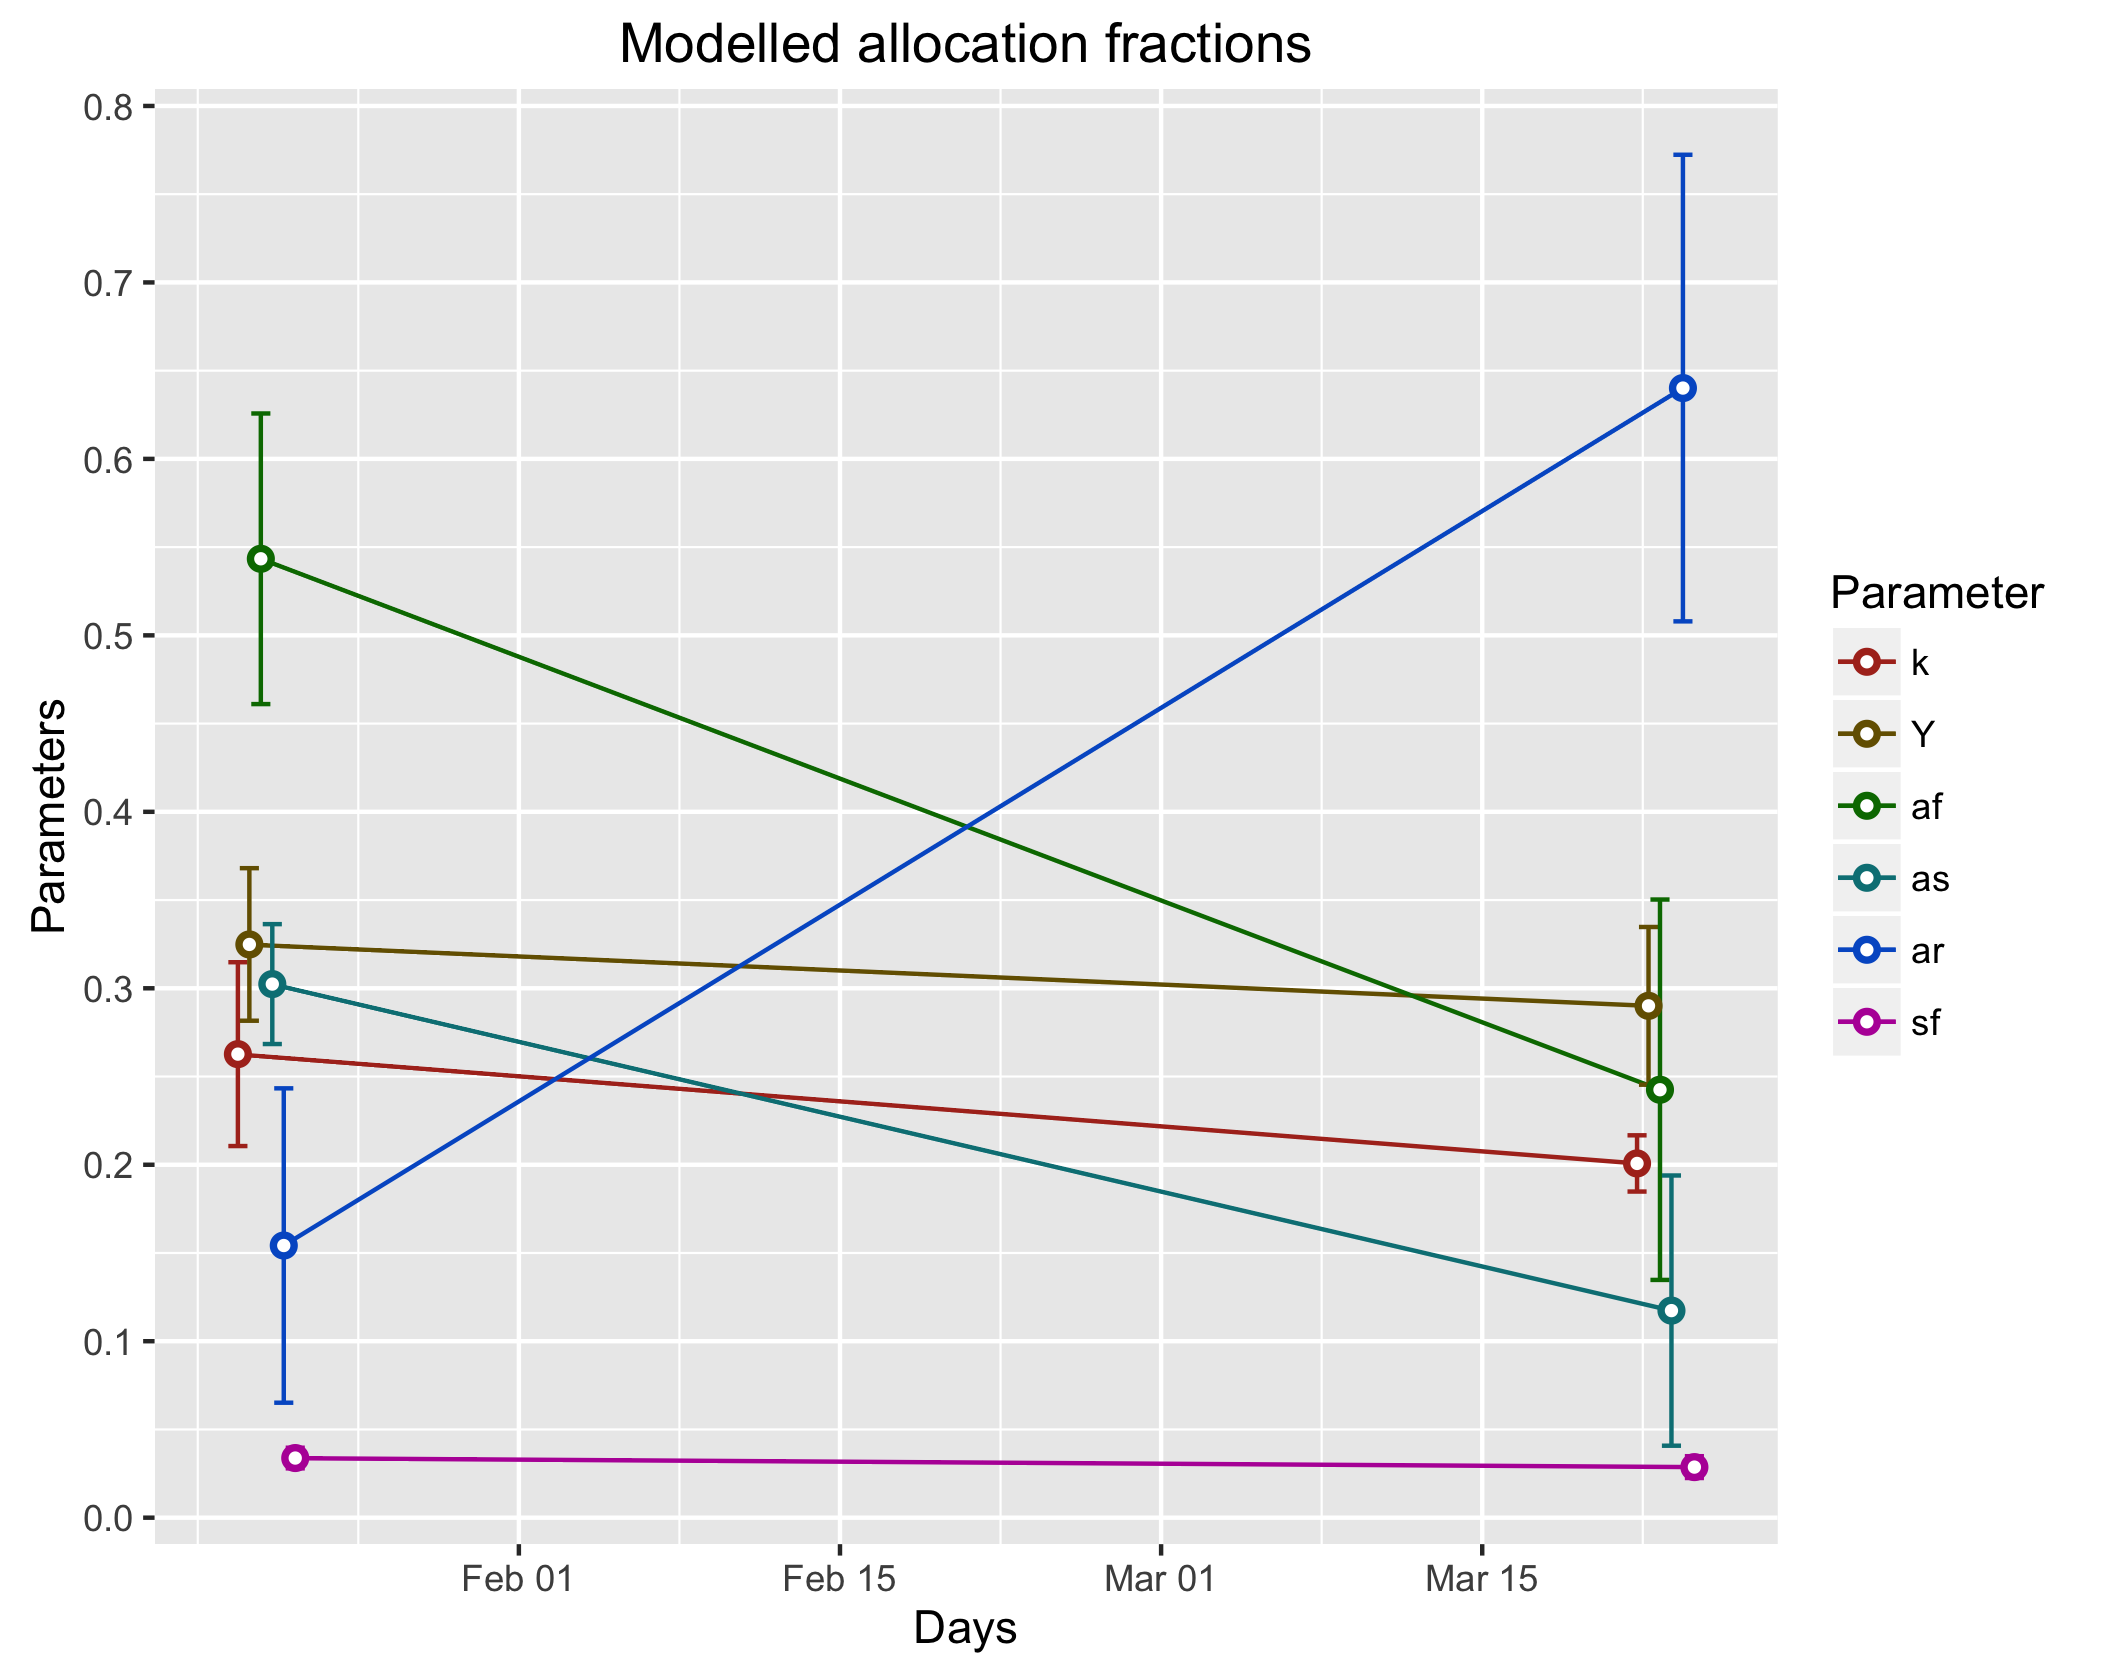 Modelled allocation fractions
0.8
0.7
0.6
0.5
0.4
0.3
0.2
0.1
0.0
Parameters
Feb 01 Feb 15 Mar 01 Mar 15
Days
Parameter
k
Y
af
as
ar
sf